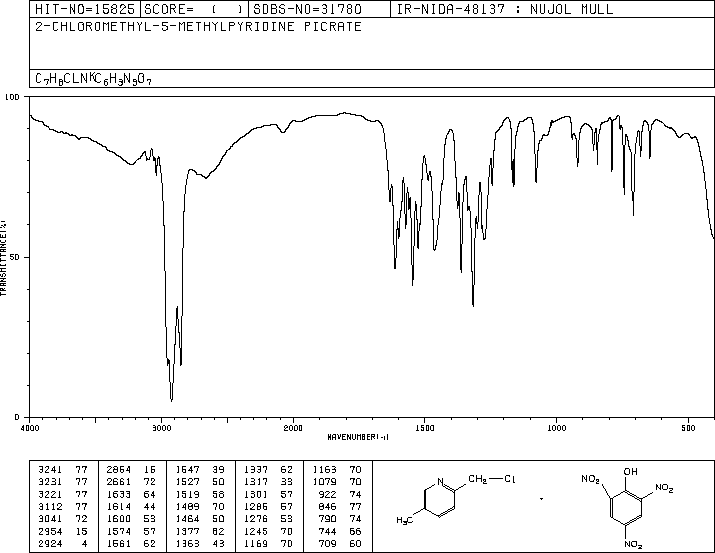 HIT-NO=15825 SCORE= ( ) SDBS-NO=31780 IR-NIDA-48137 : NUJOL MULL
2-CHLOROMETHYL-5-METHYLPYRIDINE PICRATE
C7H8CLN*C6H3N3O7
100
50
0
TRANSMITTANCE(%)
4000 3000 2000 1500 1000 500
WAVENUMBER(-1)
3241 77 2854 16 1547 39 1337 62 1163 70
3231 77 2661 72 1527 50 1317 33 1079 70
3221 77 1633 64 1519 58 1301 57 922 74
3112 77 1614 44 1489 70 1286 57 846 77
3041 72 1600 53 1464 50 1276 53 790 74
2954 15 1574 57 1377 62 1245 70 744 66
2924 4 1561 62 1363 43 1169 70 709 60
N CH2 Cl
H3C
OH
NO2 NO2
NO2